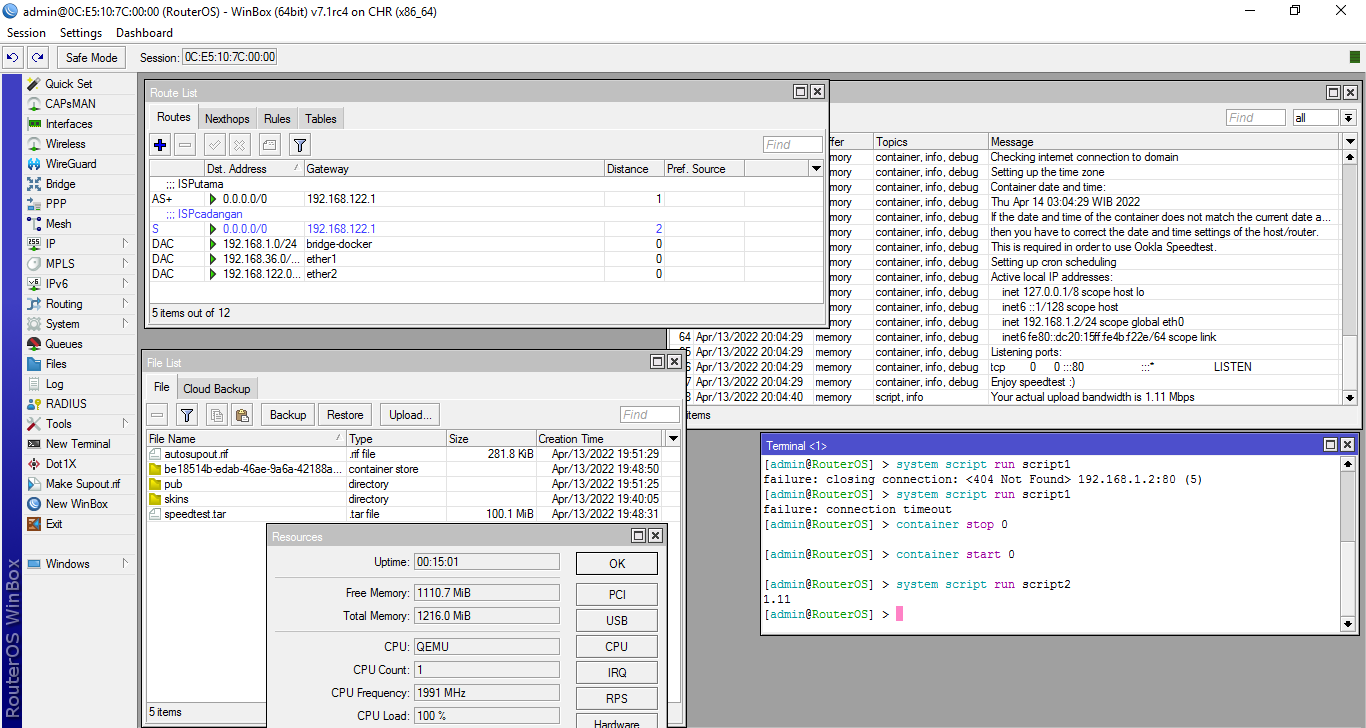 admin@0C:E5:10:7C:00:00 (RouterOS) - WinBox (64bit) v7.1rc4 on CHR (x86_64)
Session Settings Dashboard
Safe Mode Session: 0C:E5:10:7C:00:00
Quick Set
CAPsMAN
Interfaces
Wireless
WireGuard
Bridge
PPP
Mesh
IP
MPLS
IPv6
Routing
System
Queues
Files
Log
RADIUS
Tools
New Terminal
Dot1X
Make Supout.rif
New WinBox
Exit
Windows
RouterOS WinBox
Route List
Routes Nexthops Rules Tables
Find
Dst. Address Gateway Distance Pref. Source
;;; ISPutama
AS+ 0.0.0.0/0 192.168.122.1 1
;;; ISPcadangan
S 0.0.0.0/0 192.168.122.1 2
DAC 192.168.1.0/24 bridge-docker 0
DAC 192.168.36.0/... ether1 0
DAC 192.168.122.0... ether2 0
5 items out of 12
Find all
ffer Topics Message
mory container, info, debug Checking internet connection to domain
mory container, info, debug Setting up the time zone
mory container, info, debug Container date and time:
mory container, info, debug Thu Apr 14 03:04:29 WIB 2022
mory container, info, debug If the date and time of the container does not match the current date a...
mory container, info, debug then you have to correct the date and time settings of the host/router.
mory container, info, debug This is required in order to use Ookla Speedtest.
mory container, info, debug Setting up cron scheduling
mory container, info, debug Active local IP addresses:
mory container, info, debug inet 127.0.0.1/8 scope host lo
mory container, info, debug inet6 ::1/128 scope host
mory container, info, debug inet 192.168.1.2/24 scope global eth0
64 Apr/13/2022 20:04:29 memory container, info, debug inet6 fe80::dc20:15ff:fe4b:f22e/64 scope link
5 Apr/13/2022 20:04:29 memory container, info, debug Listening ports:
6 Apr/13/2022 20:04:29 memory container, info, debug tcp 0 0 :::80 :::* LISTEN
7 Apr/13/2022 20:04:29 memory container, info, debug Enjoy speedtest :)
8 Apr/13/2022 20:04:40 memory script, info Your actual upload bandwidth is 1.11 Mbps
items
File List
File Cloud Backup
Backup Restore Upload... Find
File Name Type Size Creation Time
autosupout.rif .rif file 281.8 KiB Apr/13/2022 19:51:29
be18514b-edab-46ae-9a6a-42188a... container store Apr/13/2022 19:48:50
pub directory Apr/13/2022 19:51:25
skins directory Apr/13/2022 19:40:05
speedtest.tar .tar file 100.1 MiB Apr/13/2022 19:48:31
5 items
Resources
Uptime: 00:15:01
Free Memory: 1110.7 MiB
Total Memory: 1216.0 MiB
CPU: QEMU
CPU Count: 1
CPU Frequency: 1991 MHz
CPU Load: 100 %
OK
PCI
USB
CPU
IRQ
RPS
Hardware
Terminal <1>
[admin@RouterOS] > system script run script1
failure: closing connection: <404 Not Found> 192.168.1.2:80 (5)
[admin@RouterOS] > system script run script1
failure: connection timeout
[admin@RouterOS] > container stop 0
[admin@RouterOS] > container start 0
[admin@RouterOS] > system script run script2
1.11
[admin@RouterOS] >